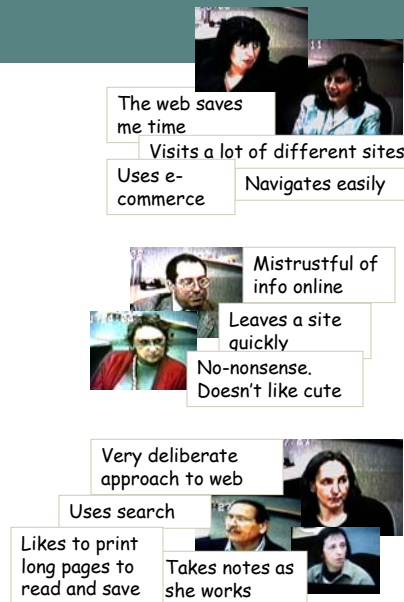 The web saves
me time
Visits a lot of different sites
Uses e-
commerce
Navigates easily
Mistrustful of
info online
Leaves a site
quickly
No-nonsense.
Doesn't like cute
Very deliberate
approach to web
Uses search
Likes to print
long pages to
read and save
Takes notes as
she works